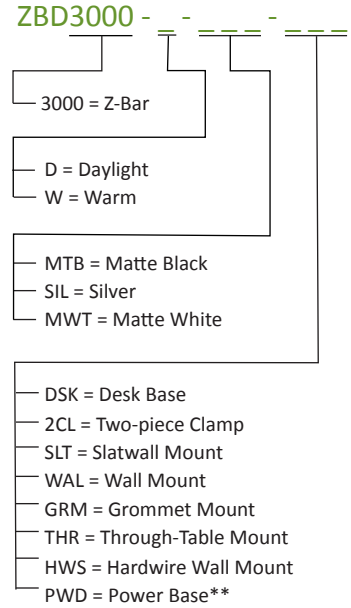 ZBD3000 - _ - _ _ _ - _ _ _
3000 = Z-Bar
D = Daylight
W = Warm
MTB = Matte Black
SIL = Silver
MWT = Matte White
DSK = Desk Base
2CL = Two-piece Clamp
SLT = Slatwall Mount
WAL = Wall Mount
GRM = Grommet Mount
THR = Through-Table Mount
HWS = Hardwire Wall Mount
PWD = Power Base**